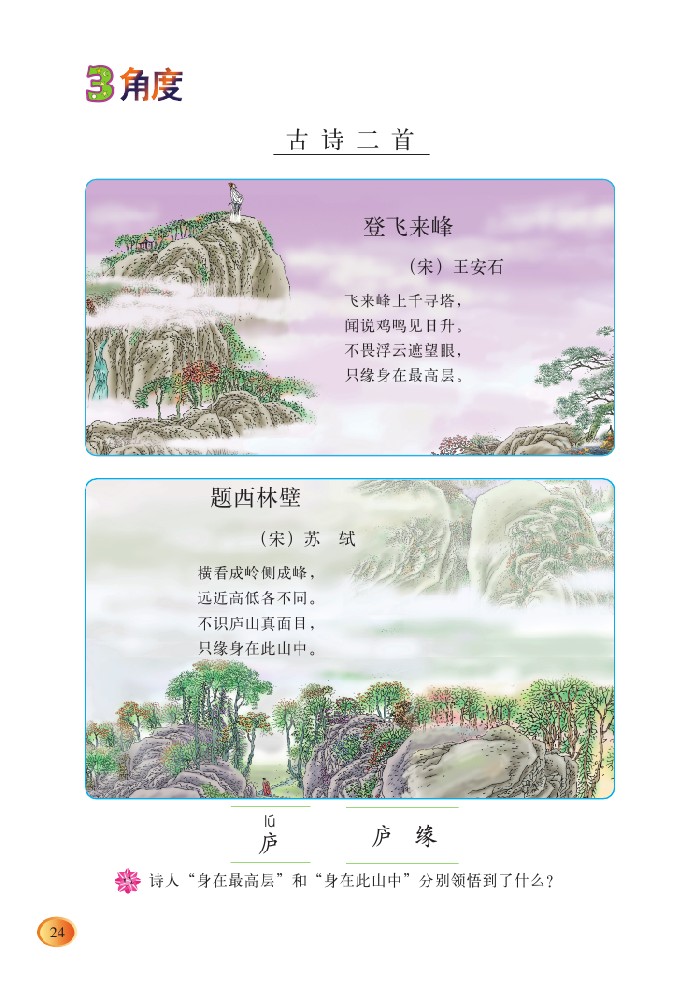 3 角度
古诗二首
登飞来峰
（宋）王安石
飞来峰上千寻塔，
闻说鸡鸣见日升。
不畏浮云遮望眼，
只缘身在最高层。
题西林壁
（宋）苏 轼
横看成岭侧成峰，
远近高低各不同。
不识庐山真面目，
只缘身在此山中。
lú
庐
庐 缘
诗人“身在最高层”和“身在此山中”分别领悟到了什么？
24